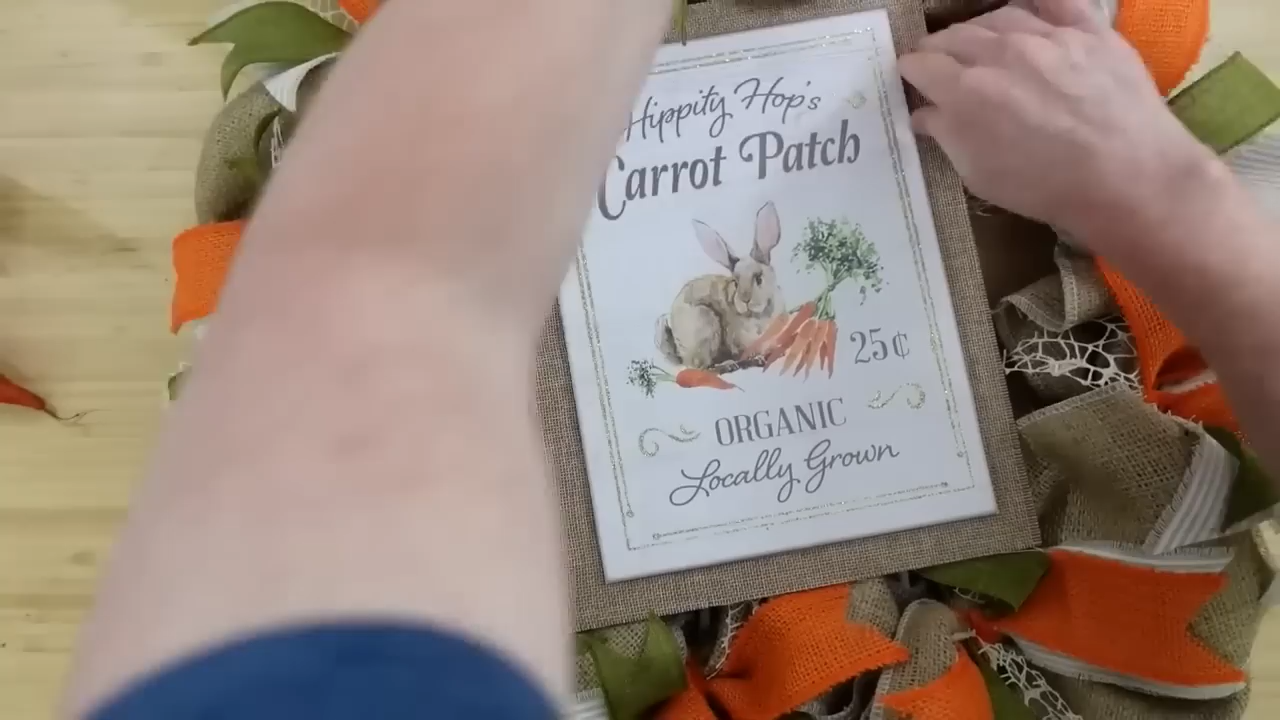 Hippity Hop's
Carrot Patch
25¢
ORGANIC
Locally Grown